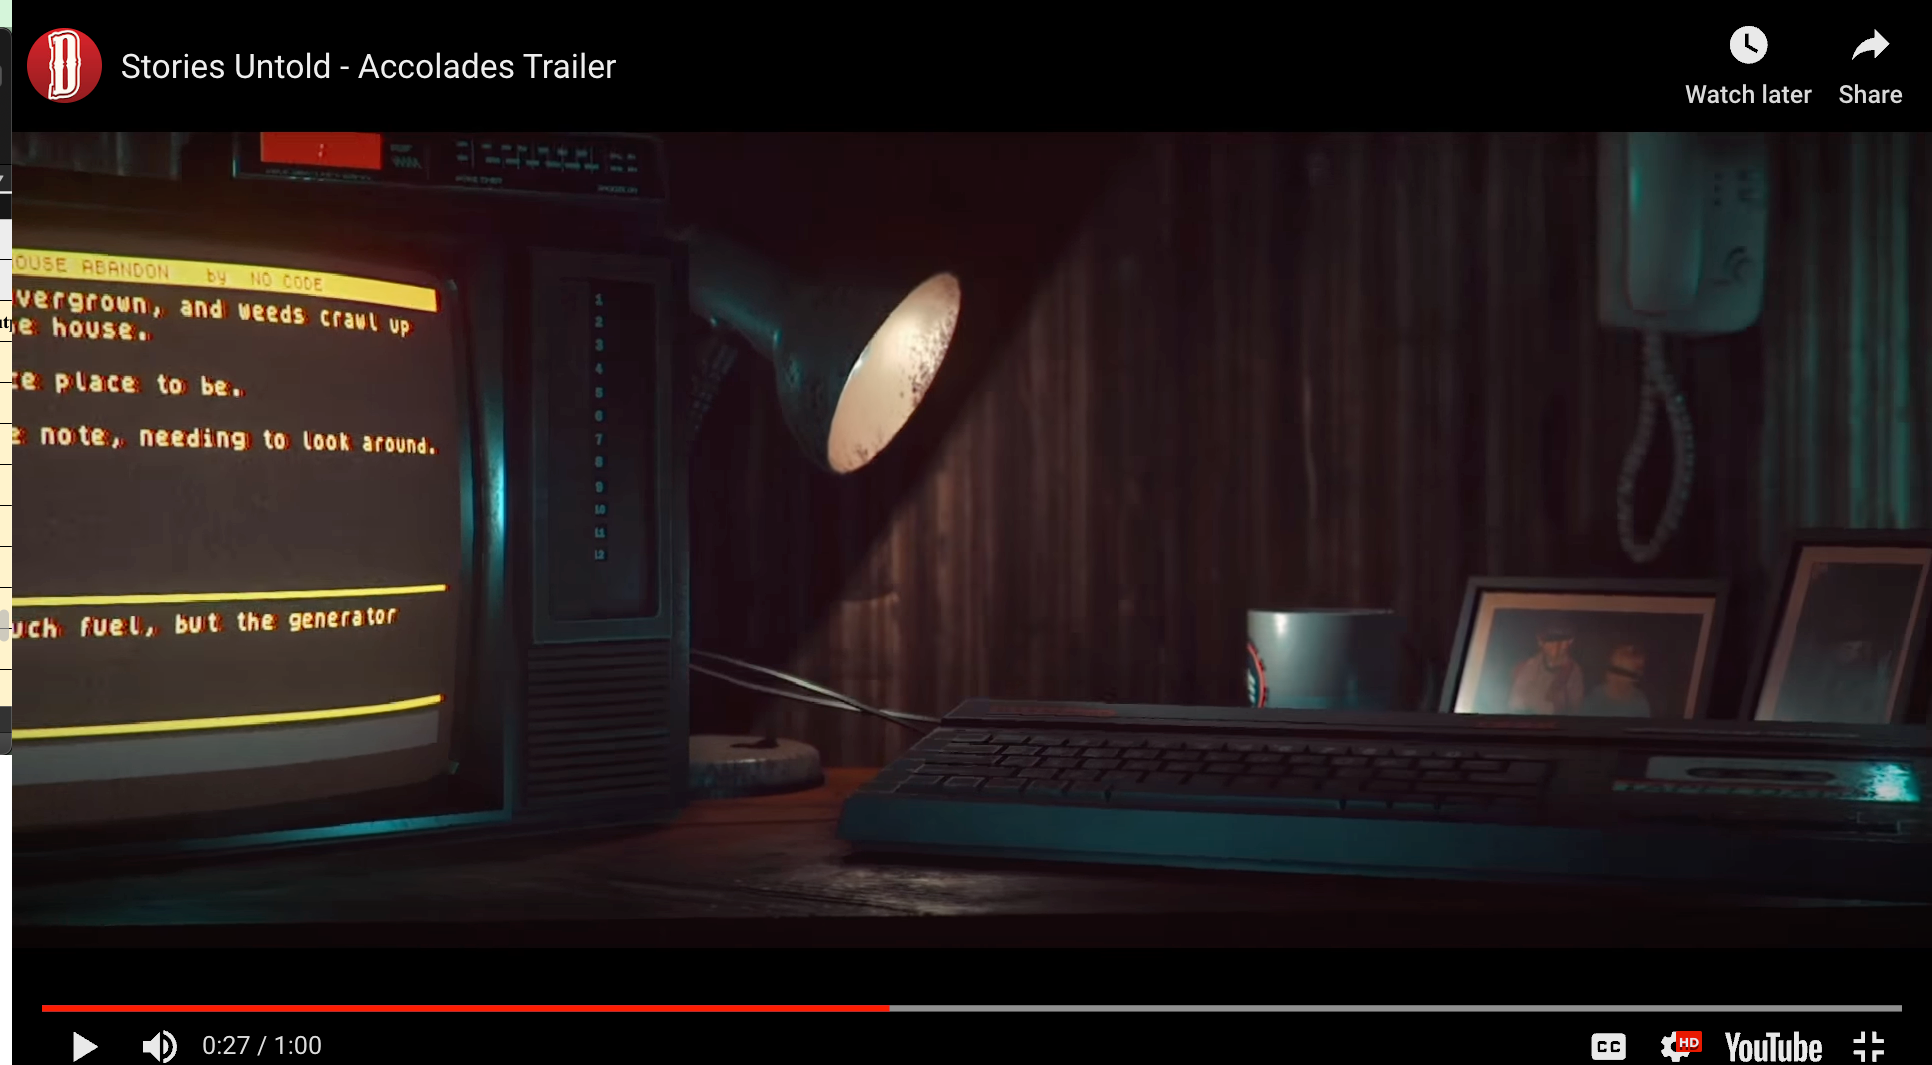 Stories Untold - Accolades Trailer
Watch later
Share
OUSE ABANDON by NO CODE
vergrown, and weeds crawl up
e house.
ce place to be.
e note, needing to look around.
uch fuel, but the generator
1
2
3
4
5
6
7
8
9
10
11
12
0:27 / 1:00
CC
HD
YouTube